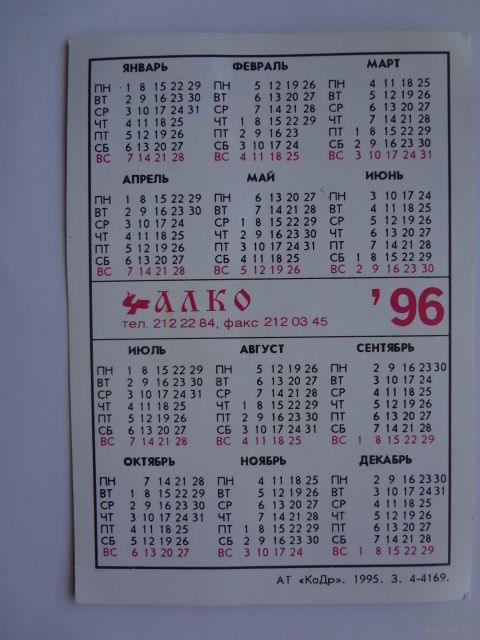 ЯНВАРЬ ФЕВРАЛЬ МАРТ
ПН 1 8 15 22 29 ПН 5 12 19 26 ПН 4 11 18 25
ВТ 2 9 16 23 30 ВТ 6 13 20 27 ВТ 5 12 19 26
СР 3 10 17 24 31 СР 7 14 21 28 СР 6 13 20 27
ЧТ 4 11 18 25 ЧТ 1 8 15 22 29 ЧТ 7 14 21 28
ПТ 5 12 19 26 ПТ 2 9 16 23 ПТ 1 8 15 22 29
СБ 6 13 20 27 СБ 3 10 17 24 СБ 2 9 16 23 30
ВС 7 14 21 28 ВС 4 11 18 25 ВС 3 10 17 24 31
АПРЕЛЬ МАЙ ИЮНЬ
ПН 1 8 15 22 29 ПН 6 13 20 27 ПН 3 10 17 24
ВТ 2 9 16 23 30 ВТ 7 14 21 28 ВТ 4 11 18 25
СР 3 10 17 24 СР 1 8 15 22 29 СР 5 12 19 26
ЧТ 4 11 18 25 ЧТ 2 9 16 23 30 ЧТ 6 13 20 27
ПТ 5 12 19 26 ПТ 3 10 17 24 31 ПТ 7 14 21 28
СБ 6 13 20 27 СБ 4 11 18 25 СБ 1 8 15 22 29
ВС 7 14 21 28 ВС 5 12 19 26 ВС 2 9 16 23 30
АЛКО '96
тел. 212 22 84, факс 212 03 45
ИЮЛЬ АВГУСТ СЕНТЯБРЬ
ПН 1 8 15 22 29 ПН 5 12 19 26 ПН 2 9 16 23 30
ВТ 2 9 16 23 30 ВТ 6 13 20 27 ВТ 3 10 17 24
СР 3 10 17 24 31 СР 7 14 21 28 СР 4 11 18 25
ЧТ 4 11 18 25 ЧТ 1 8 15 22 29 ЧТ 5 12 19 26
ПТ 5 12 19 26 ПТ 2 9 16 23 30 ПТ 6 13 20 27
СБ 6 13 20 27 СБ 3 10 17 24 31 СБ 7 14 21 28
ВС 7 14 21 28 ВС 4 11 18 25 ВС 1 8 15 22 29
ОКТЯБРЬ НОЯБРЬ ДЕКАБРЬ
ПН 7 14 21 28 ПН 4 11 18 25 ПН 2 9 16 23 30
ВТ 1 8 15 22 29 ВТ 5 12 19 26 ВТ 3 10 17 24 31
СР 2 9 16 23 30 СР 6 13 20 27 СР 4 11 18 25
ЧТ 3 10 17 24 31 ЧТ 7 14 21 28 ЧТ 5 12 19 26
ПТ 4 11 18 25 ПТ 1 8 15 22 29 ПТ 6 13 20 27
СБ 5 12 19 26 СБ 2 9 16 23 30 СБ 7 14 21 28
ВС 6 13 20 27 ВС 3 10 17 24 ВС 1 8 15 22 29
АТ «КоДр». 1995. З. 4-4169.